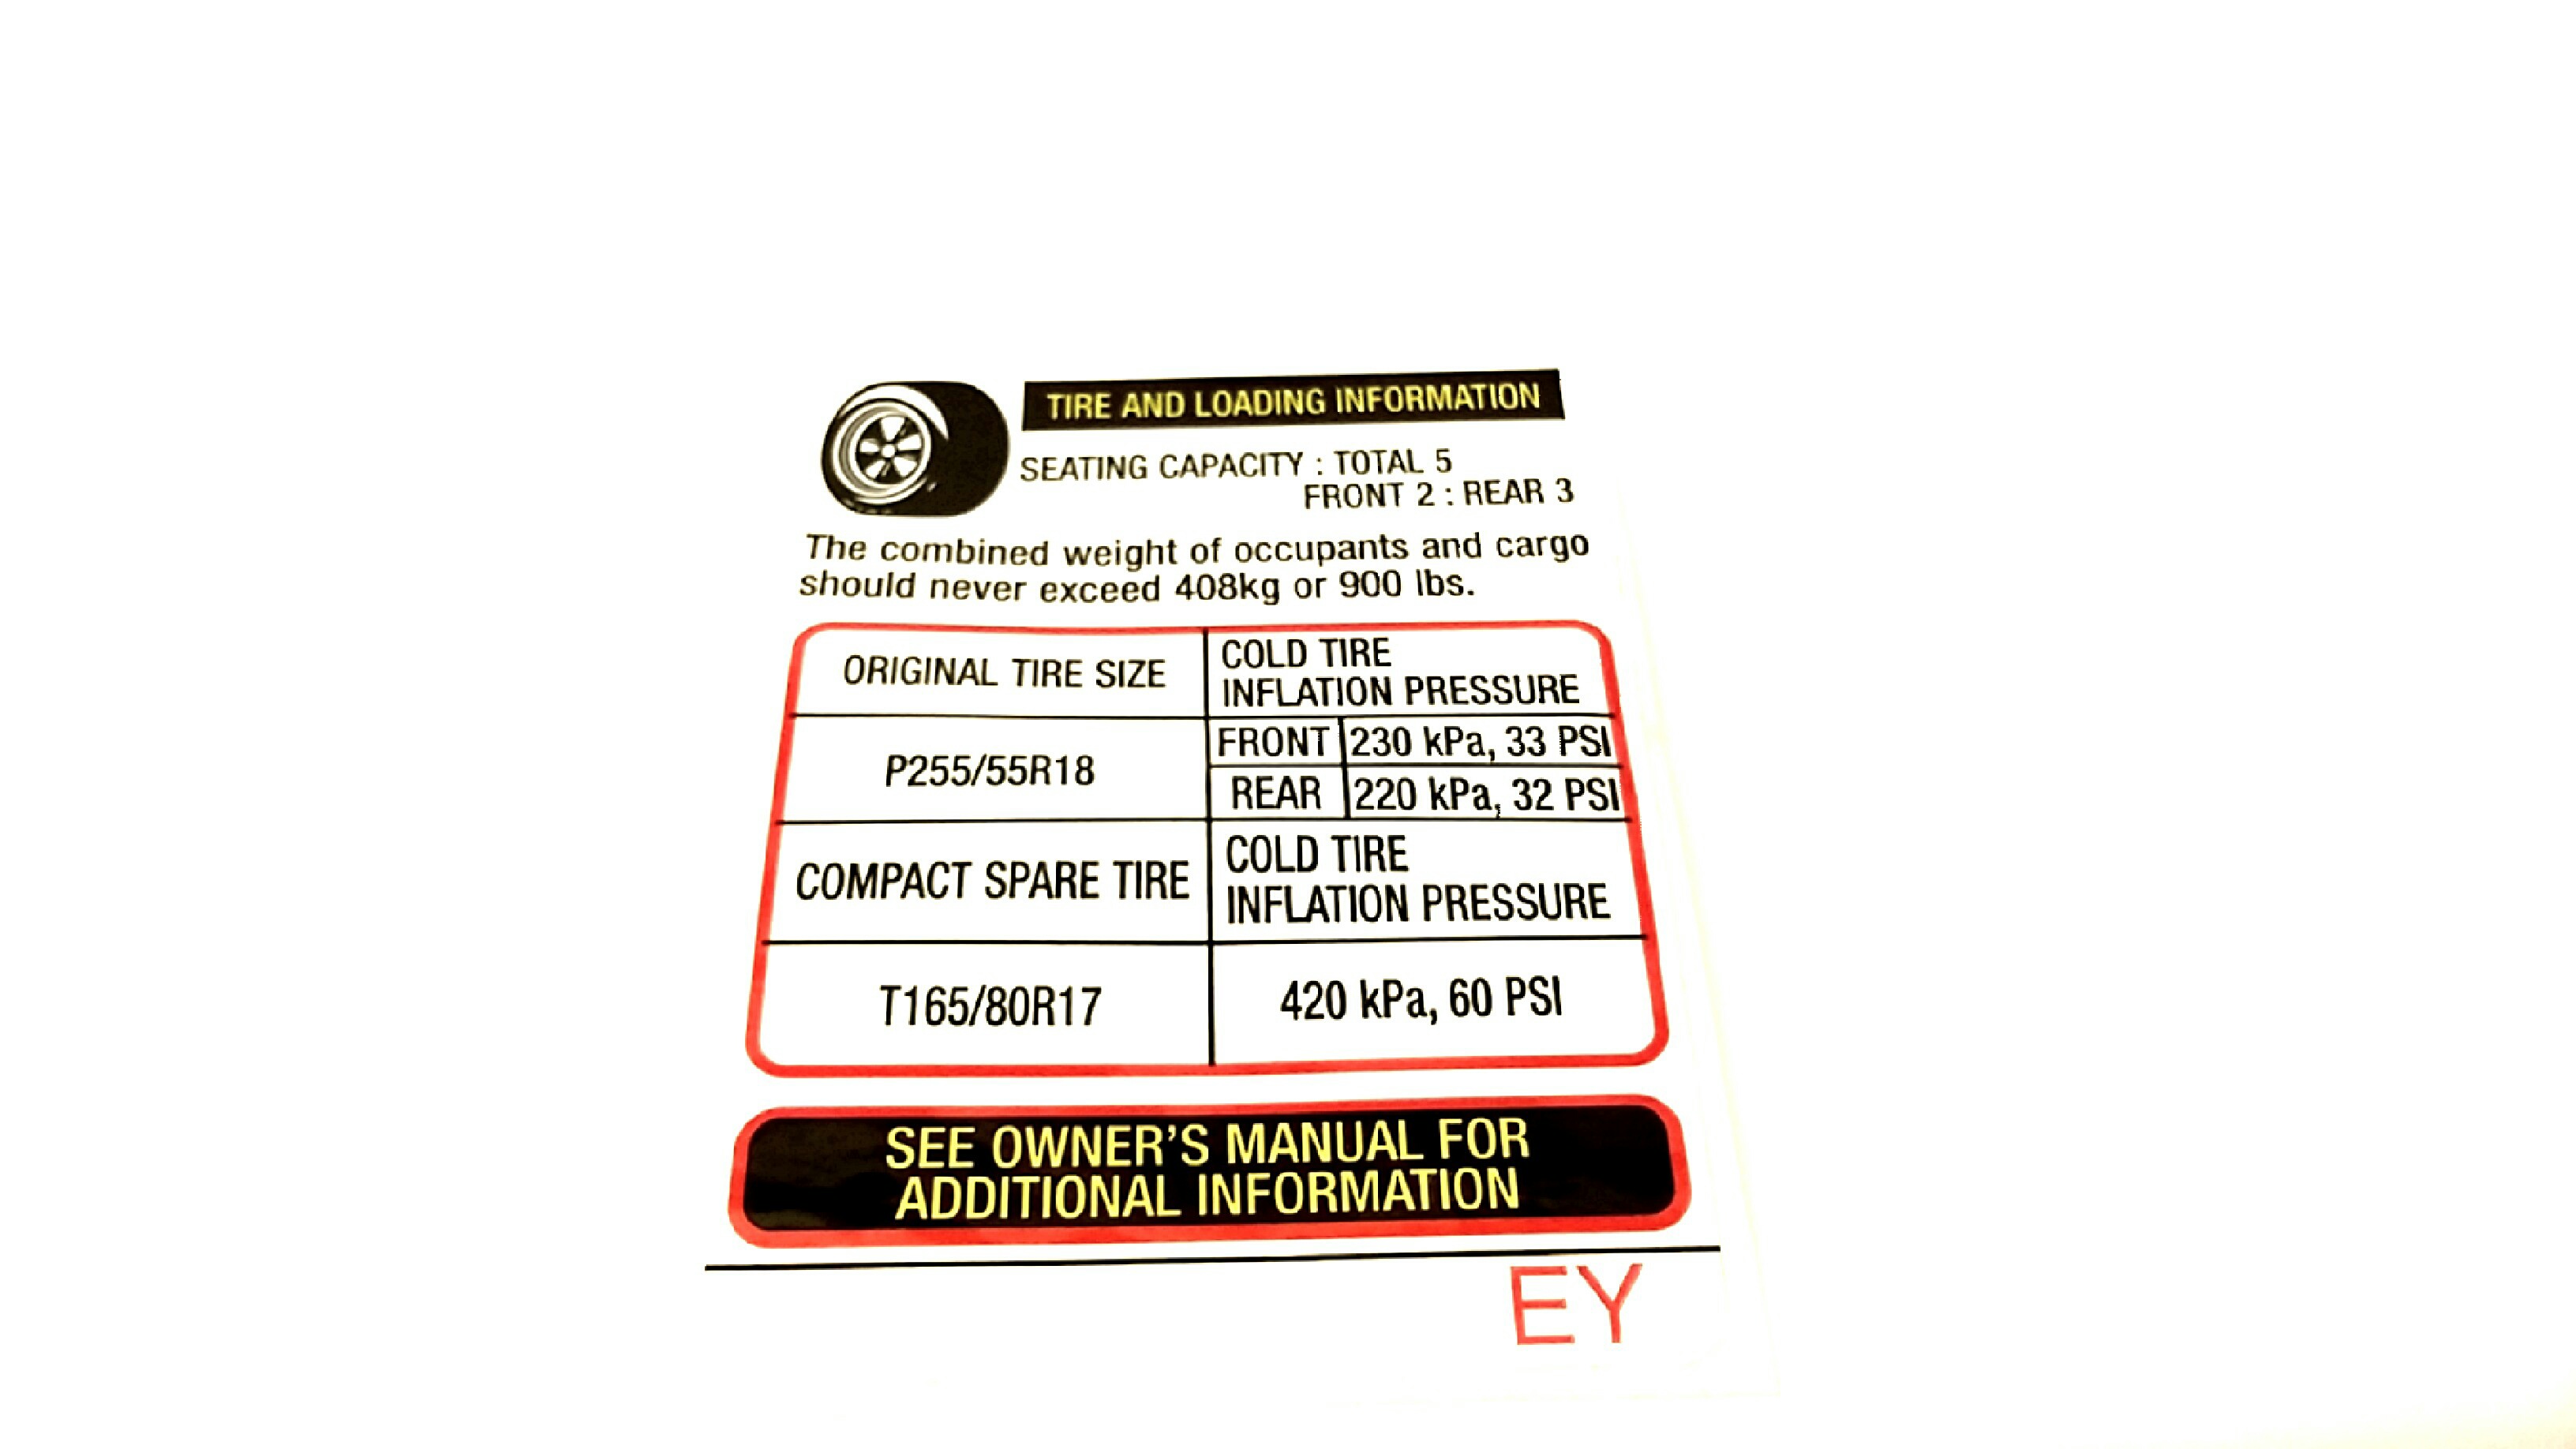 TIRE AND LOADING INFORMATION
SEATING CAPACITY : TOTAL 5
FRONT 2 : REAR 3
The combined weight of occupants and cargo
should never exceed 408kg or 900 lbs.
ORIGINAL TIRE SIZE
COLD TIRE
INFLATION PRESSURE
P255/55R18
FRONT 230 kPa, 33 PSI
REAR 220 kPa, 32 PSI
COMPACT SPARE TIRE
COLD TIRE
INFLATION PRESSURE
T165/80R17
420 kPa, 60 PSI
SEE OWNER'S MANUAL FOR
ADDITIONAL INFORMATION
EY